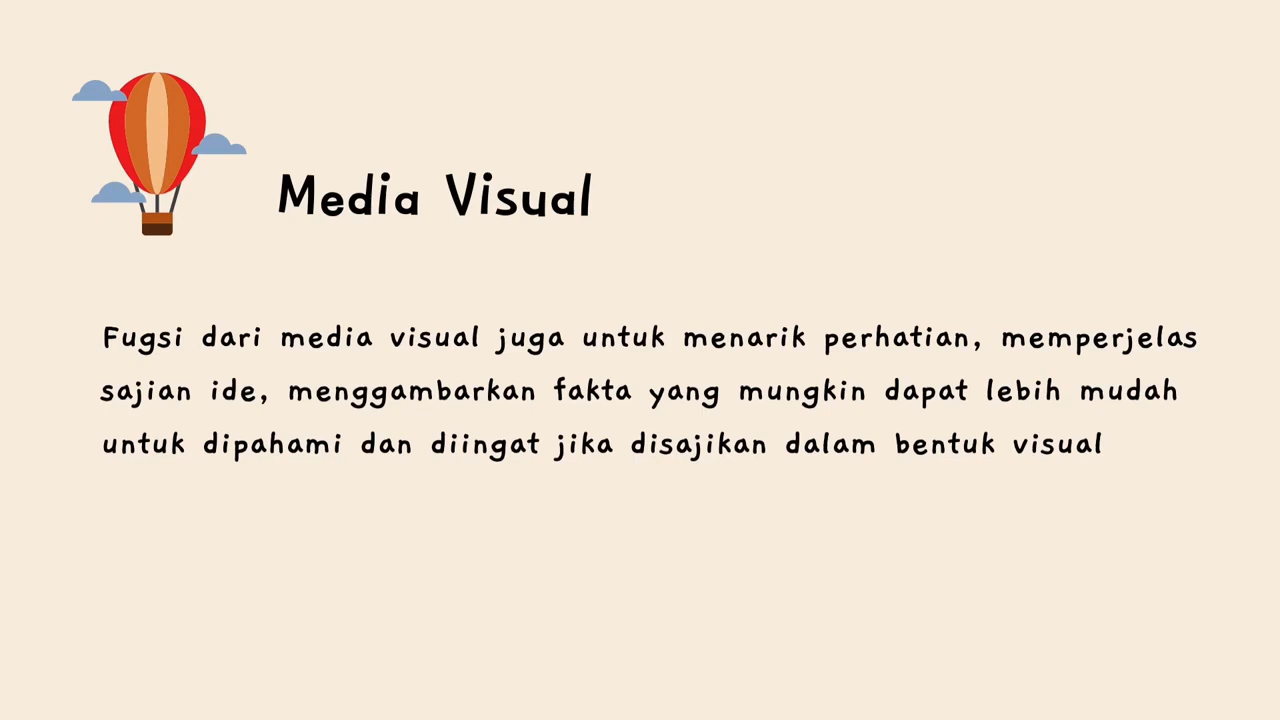 Media Visual
Fugsi dari media visual juga untuk menarik perhatian, memperjelas
sajian ide, menggambarkan fakta yang mungkin dapat lebih mudah
untuk dipahami dan diingat jika disajikan dalam bentuk visual